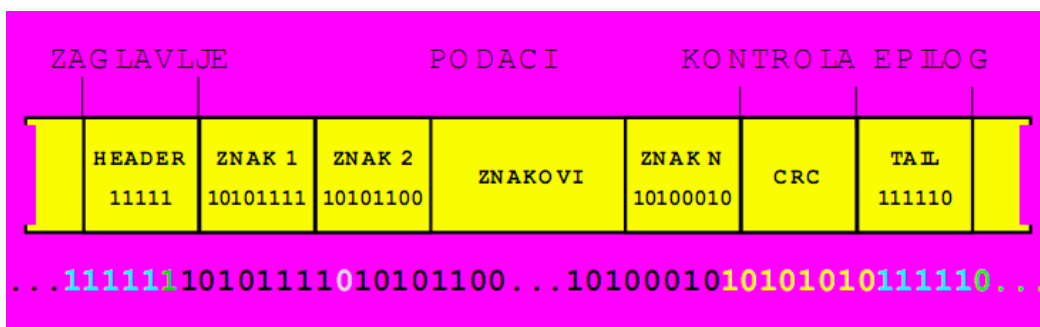 ZAGLAVLJE PODACI KONTROLA EPILOG
HEADER ZNAK 1 ZNAK 2 ZNAKOVI ZNAK N CRC TAIL
11111 10101111 10101100 10100010 111110
...11111110101111010101100...1010001010101010111110...